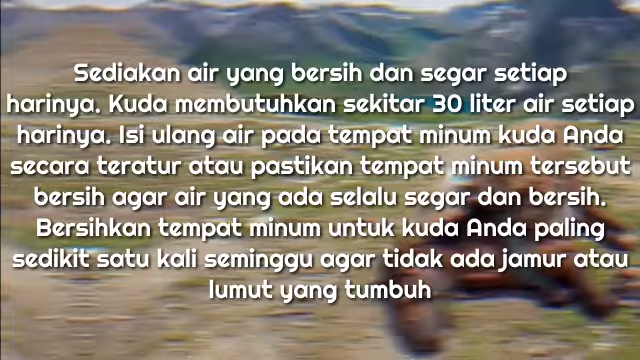 Sediakan air yang bersih dan segar setiap
harinya. Kuda membutuhkan sekitar 30 liter air setiap
harinya. Isi ulang air pada tempat minum kuda Anda
secara teratur atau pastikan tempat minum tersebut
bersih agar air yang ada selalu segar dan bersih.
Bersihkan tempat minum untuk kuda Anda paling
sedikit satu kali seminggu agar tidak ada jamur atau
lumut yang tumbuh